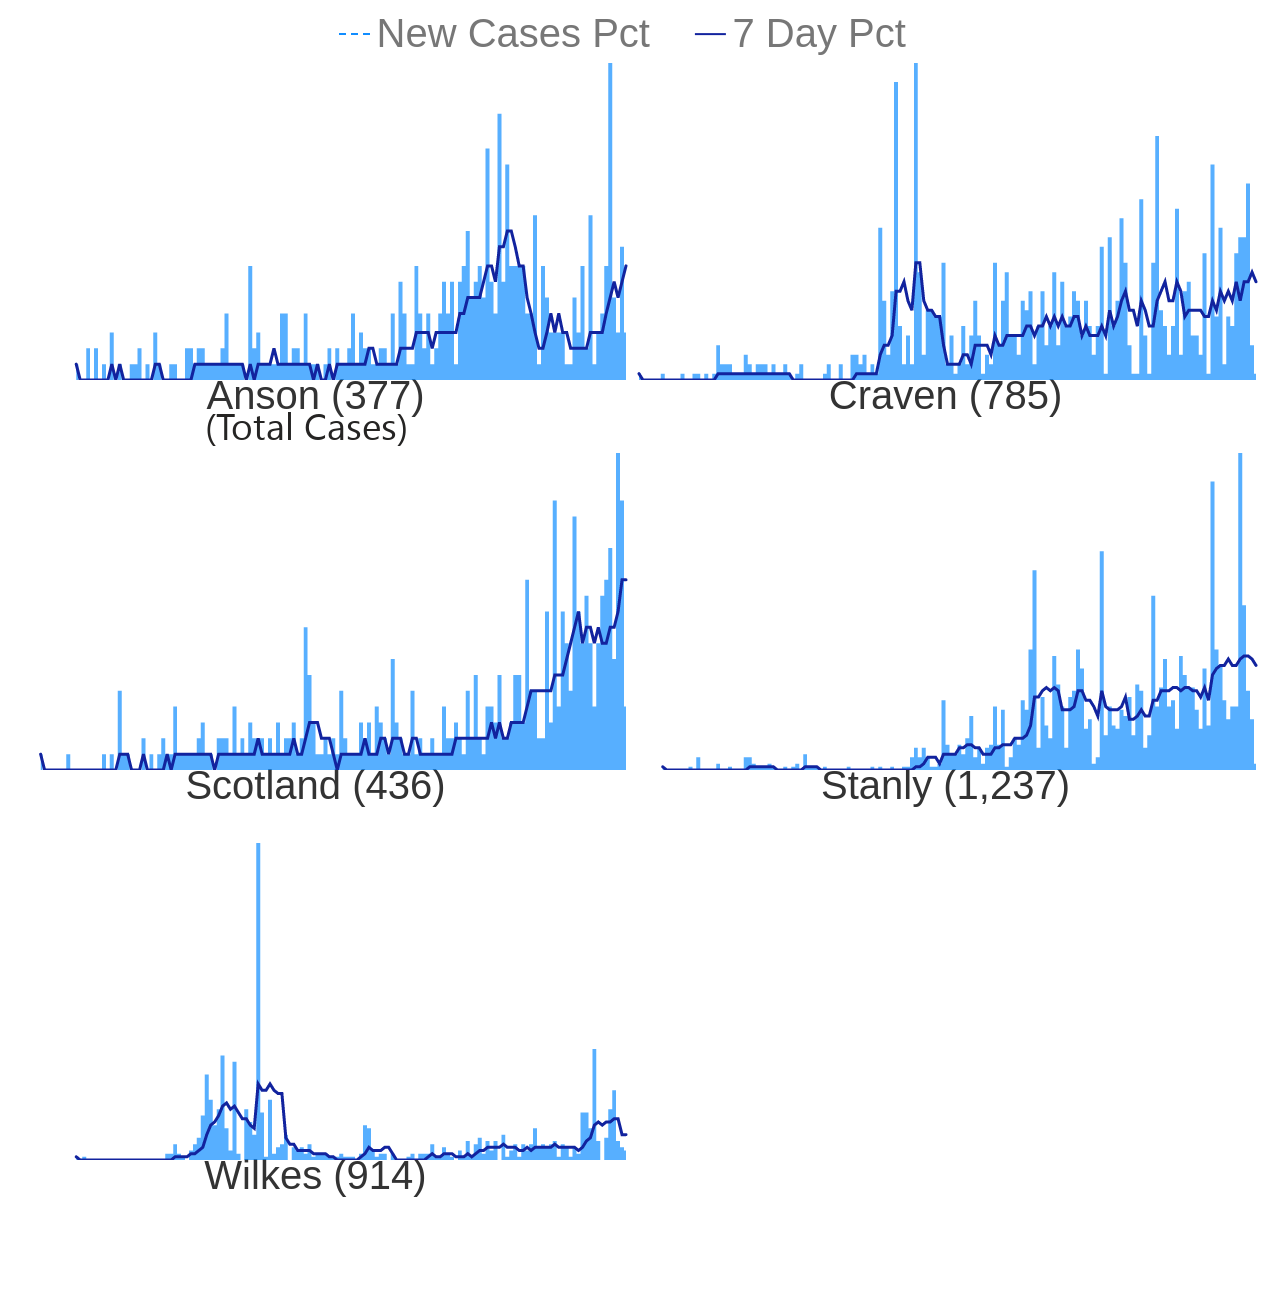 New Cases Pct 7 Day Pct
Anson (377) Craven (785)
(Total Cases)
Scotland (436) Stanly (1,237)
Wilkes (914)